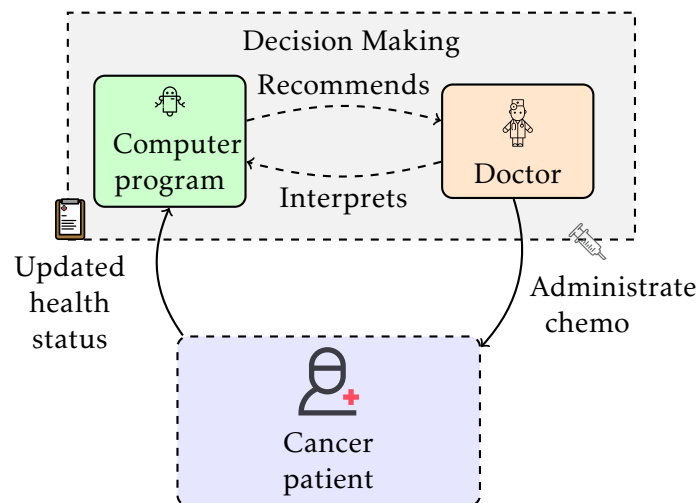 Decision Making
Recommends
Computer
program
Doctor
Interprets
Updated
health
status
Administrate
chemo
Cancer
patient